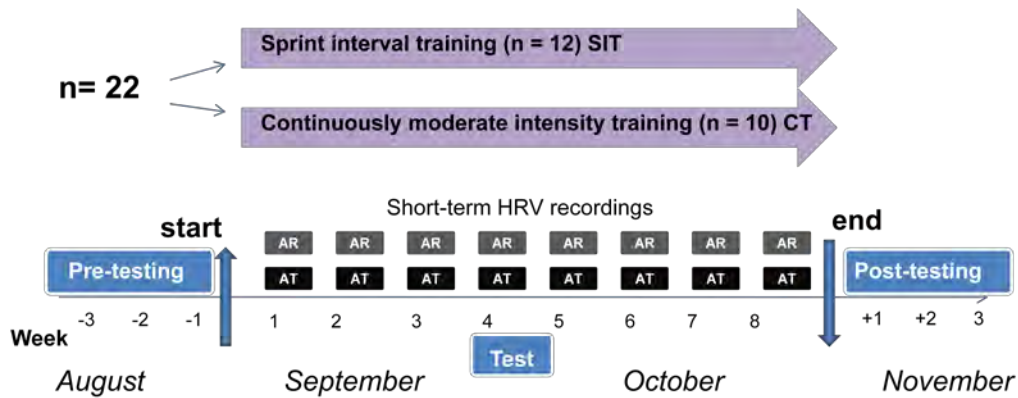 Sprint interval training (n = 12) SIT
n= 22
Continuously moderate intensity training (n = 10) CT
Short-term HRV recordings
start
end
AR AR AR AR AR AR AR AR
Pre-testing
Post-testing
AT AT AT AT AT AT AT AT
Week -3 -2 -1 1 2 3 4 5 6 7 8 +1 +2 3
Test
August September October November